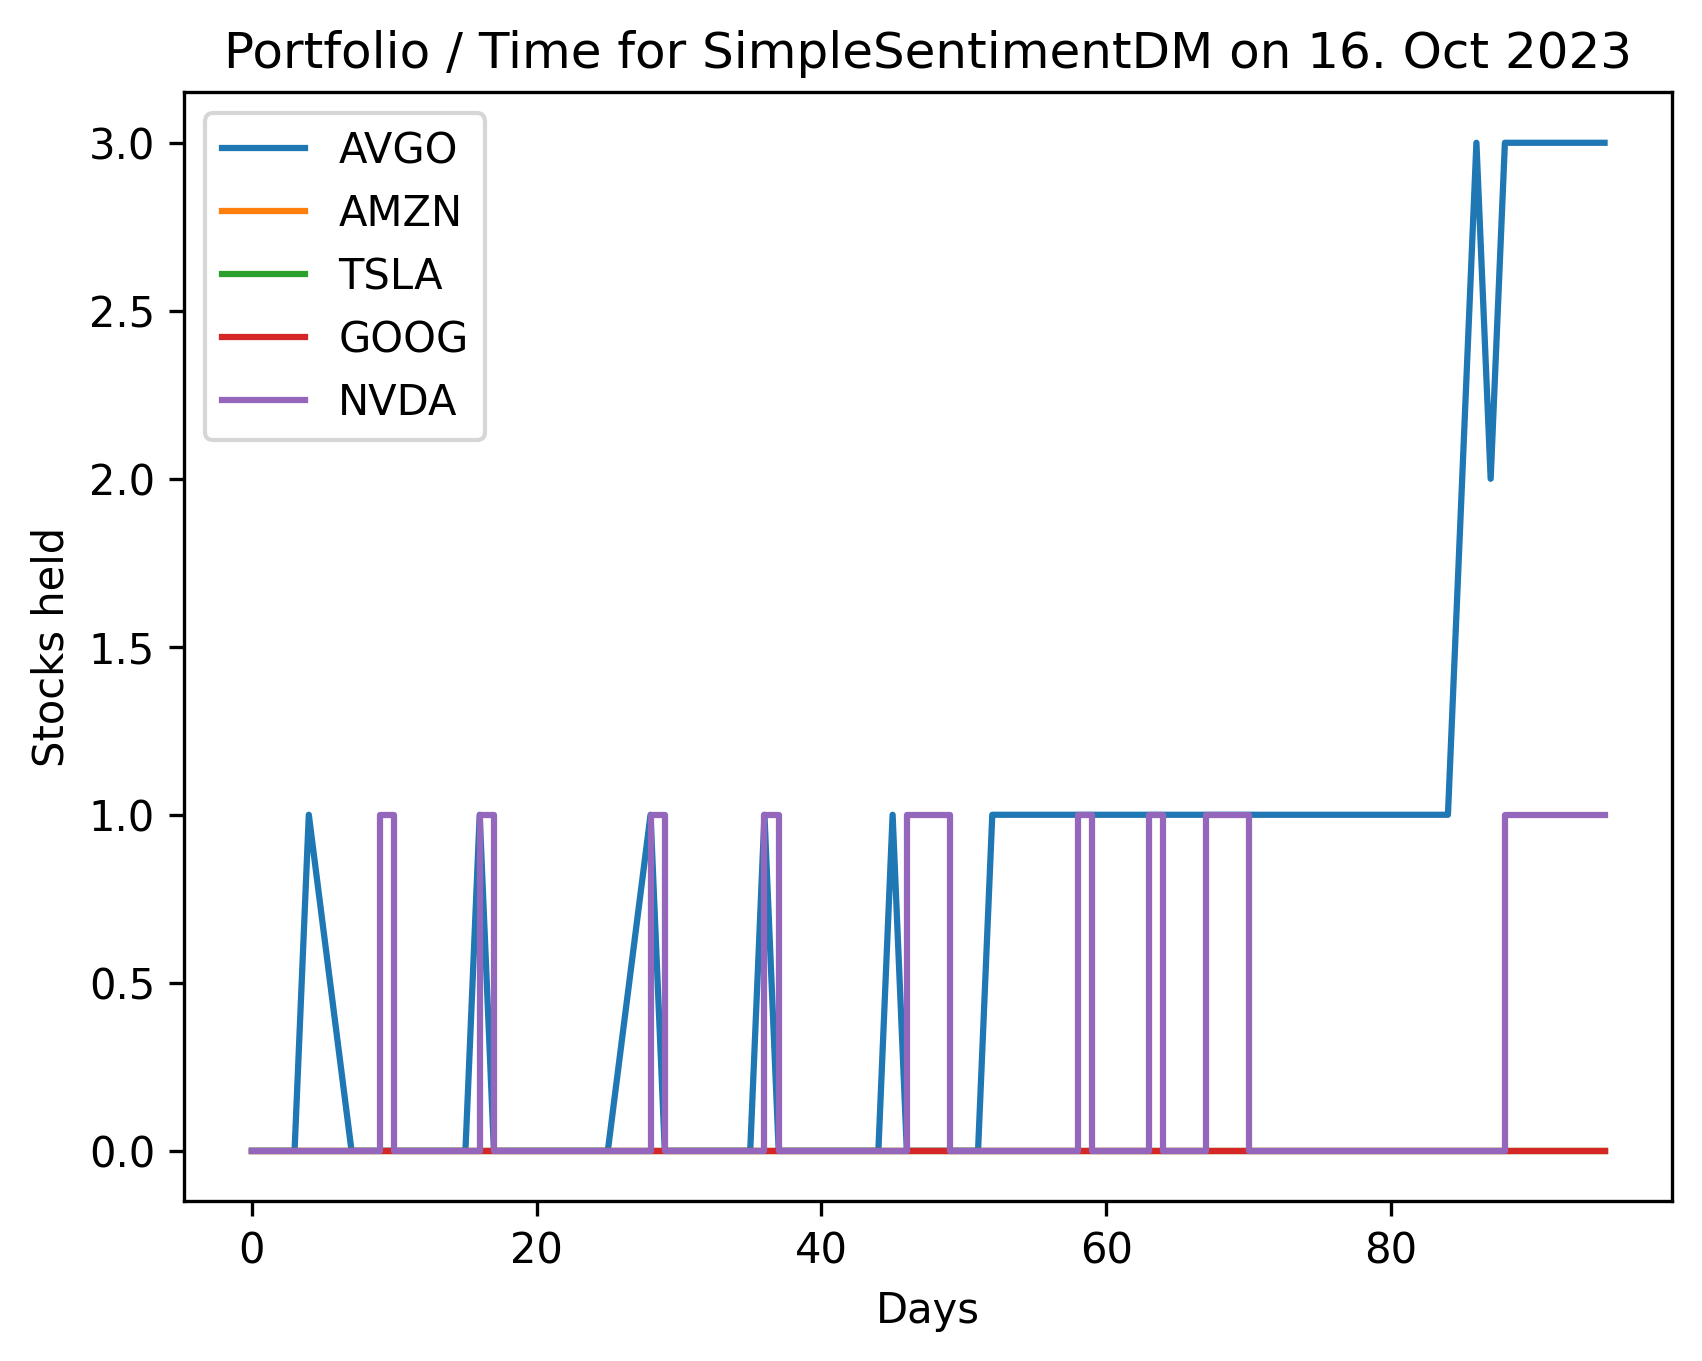 Portfolio / Time for SimpleSentimentDM on 16. Oct 2023
AVGO
AMZN
TSLA
GOOG
NVDA
3.0
2.5
2.0
1.5
1.0
0.5
0.0
Stocks held
0 20 40 60 80
Days